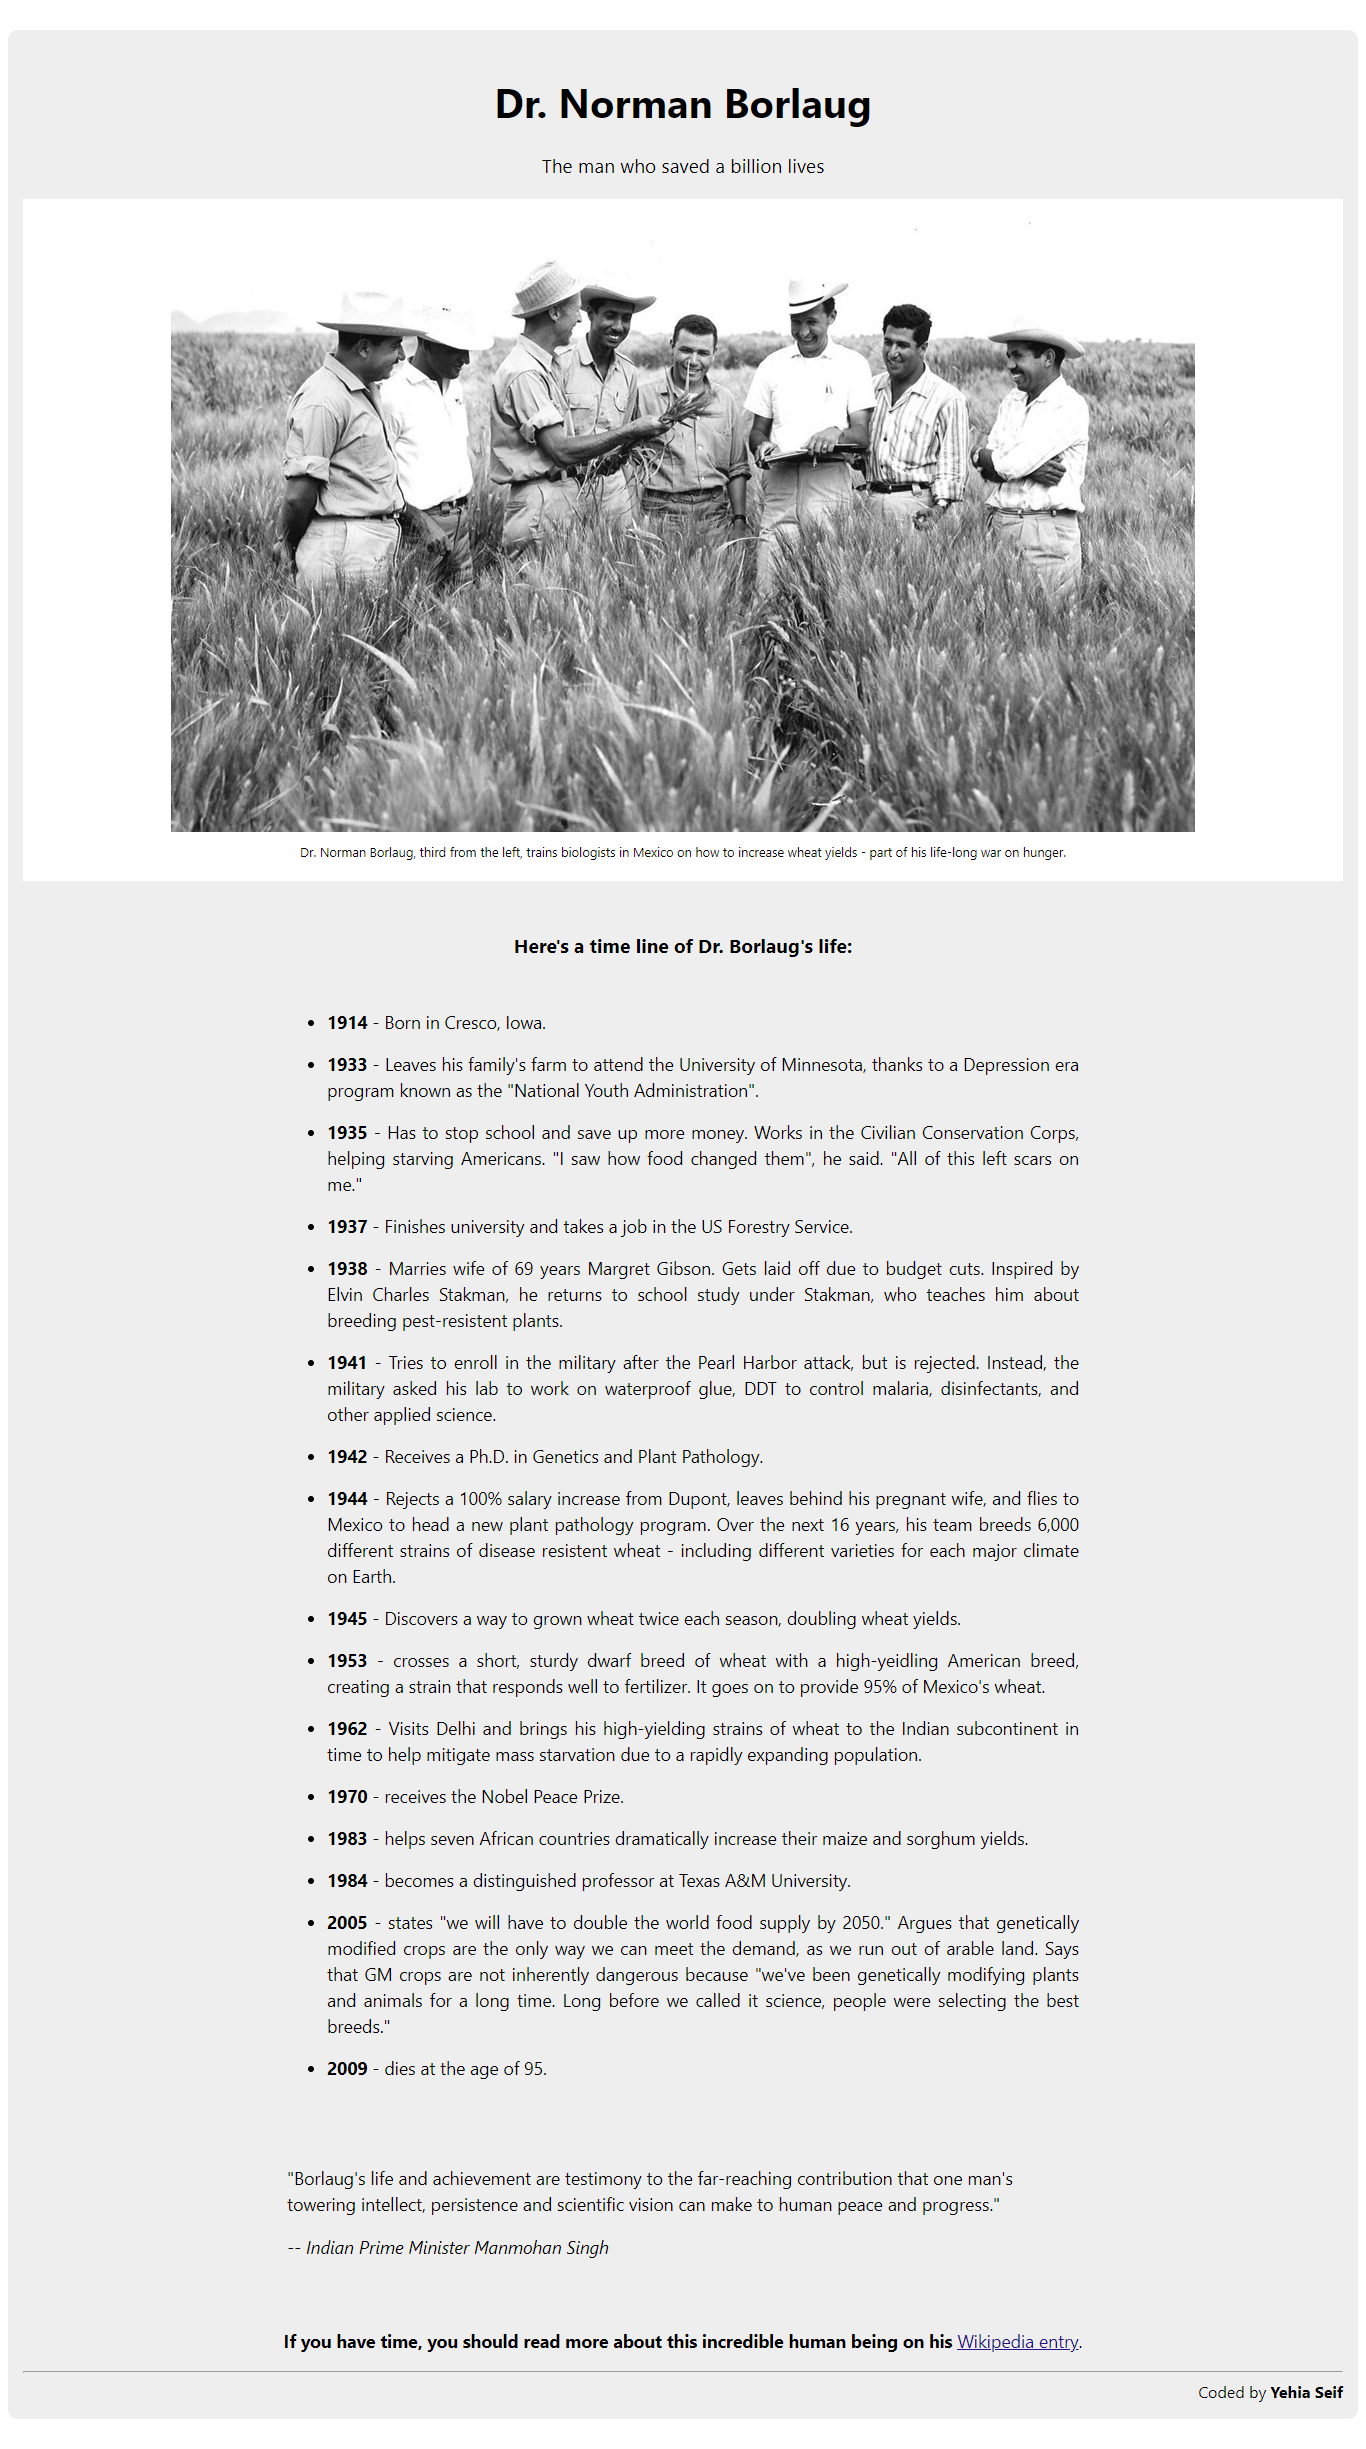 Dr. Norman Borlaug
The man who saved a billion lives
Dr. Norman Borlaug, third from the left, trains biologists in Mexico on how to increase wheat yields - part of his life-long war on hunger.
Here's a time line of Dr. Borlaug's life:
• 1914 - Born in Cresco, Iowa.
• 1933 - Leaves his family's farm to attend the University of Minnesota, thanks to a Depression era
program known as the "National Youth Administration".
• 1935 - Has to stop school and save up more money. Works in the Civilian Conservation Corps,
helping starving Americans. "I saw how food changed them", he said. "All of this left scars on
me."
• 1937 - Finishes university and takes a job in the US Forestry Service.
• 1938 - Marries wife of 69 years Margret Gibson. Gets laid off due to budget cuts. Inspired by
Elvin Charles Stakman, he returns to school study under Stakman, who teaches him about
breeding pest-resistent plants.
• 1941 - Tries to enroll in the military after the Pearl Harbor attack, but is rejected. Instead, the
military asked his lab to work on waterproof glue, DDT to control malaria, disinfectants, and
other applied science.
• 1942 - Receives a Ph.D. in Genetics and Plant Pathology.
• 1944 - Rejects a 100% salary increase from Dupont, leaves behind his pregnant wife, and flies to
Mexico to head a new plant pathology program. Over the next 16 years, his team breeds 6,000
different strains of disease resistent wheat - including different varieties for each major climate
on Earth.
• 1945 - Discovers a way to grown wheat twice each season, doubling wheat yields.
• 1953 - crosses a short, sturdy dwarf breed of wheat with a high-yeidling American breed,
creating a strain that responds well to fertilizer. It goes on to provide 95% of Mexico's wheat.
• 1962 - Visits Delhi and brings his high-yielding strains of wheat to the Indian subcontinent in
time to help mitigate mass starvation due to a rapidly expanding population.
• 1970 - receives the Nobel Peace Prize.
• 1983 - helps seven African countries dramatically increase their maize and sorghum yields.
• 1984 - becomes a distinguished professor at Texas A&M University.
• 2005 - states "we will have to double the world food supply by 2050." Argues that genetically
modified crops are the only way we can meet the demand, as we run out of arable land. Says
that GM crops are not inherently dangerous because "we've been genetically modifying plants
and animals for a long time. Long before we called it science, people were selecting the best
breeds."
• 2009 - dies at the age of 95.
"Borlaug's life and achievement are testimony to the far-reaching contribution that one man's
towering intellect, persistence and scientific vision can make to human peace and progress."
-- Indian Prime Minister Manmohan Singh
If you have time, you should read more about this incredible human being on his Wikipedia entry.
Coded by Yehia Seif